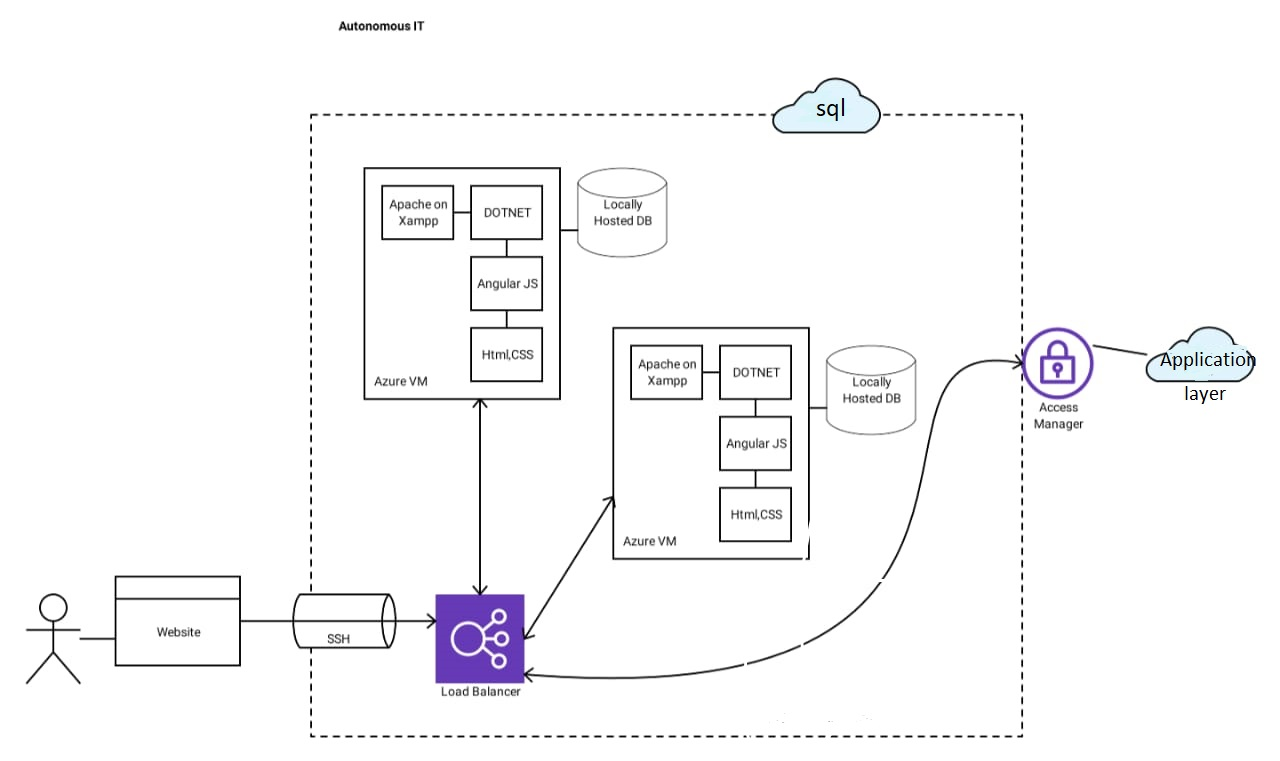 Autonomous IT
sql
Apache on
Xampp
DOTNET
Angular JS
Html,CSS
Azure VM
Locally
Hosted DB
Apache on
Xampp
DOTNET
Angular JS
Html,CSS
Azure VM
Locally
Hosted DB
Access
Manager
Application
layer
Website
SSH
Load Balancer